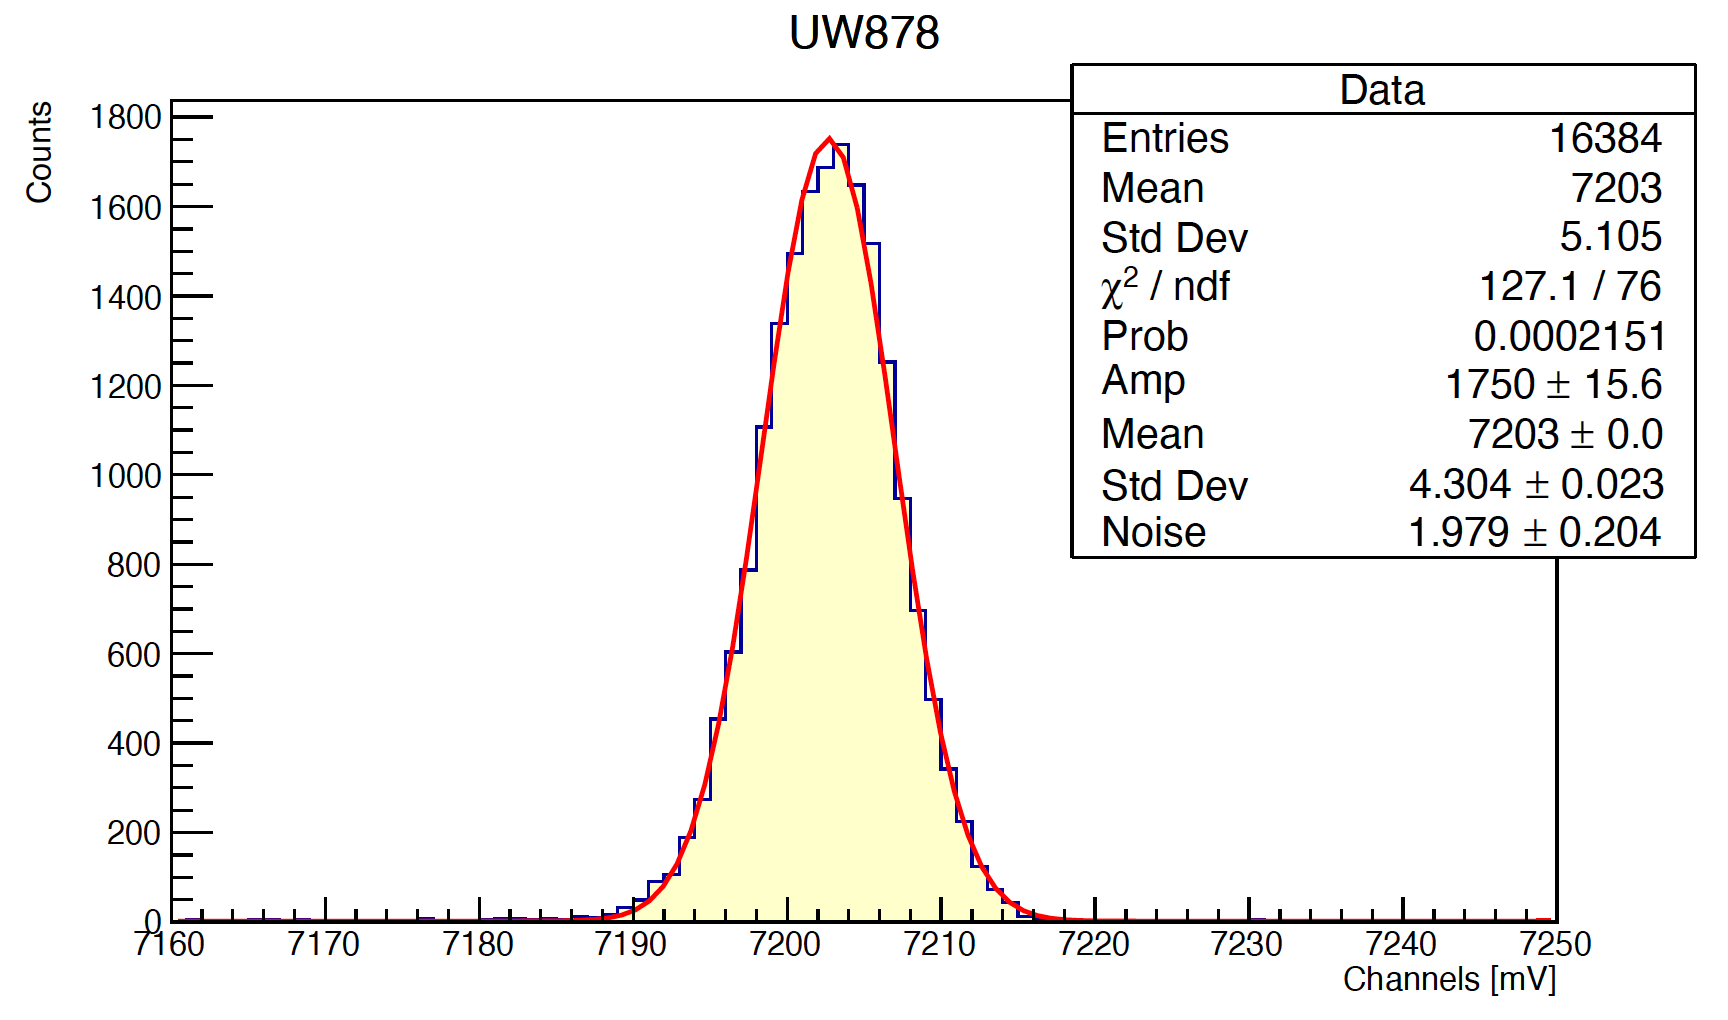 UW878
Counts
Data
Entries 16384
Mean 7203
Std Dev 5.105
χ² / ndf 127.1 / 76
Prob 0.0002151
Amp 1750 ± 15.6
Mean 7203 ± 0.0
Std Dev 4.304 ± 0.023
Noise 1.979 ± 0.204
1800
1600
1400
1200
1000
800
600
400
200
0
7160 7170 7180 7190 7200 7210 7220 7230 7240 7250
Channels [mV]